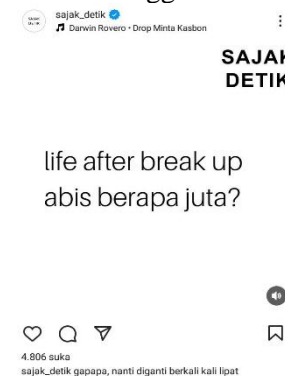 sajak_detik
Darwin Rovero • Drop Minta Kasbon
SAJAK
DETIK
life after break up
abis berapa juta?
4.806 suka
sajak_detik gapapa, nanti diganti berkali kali lipat